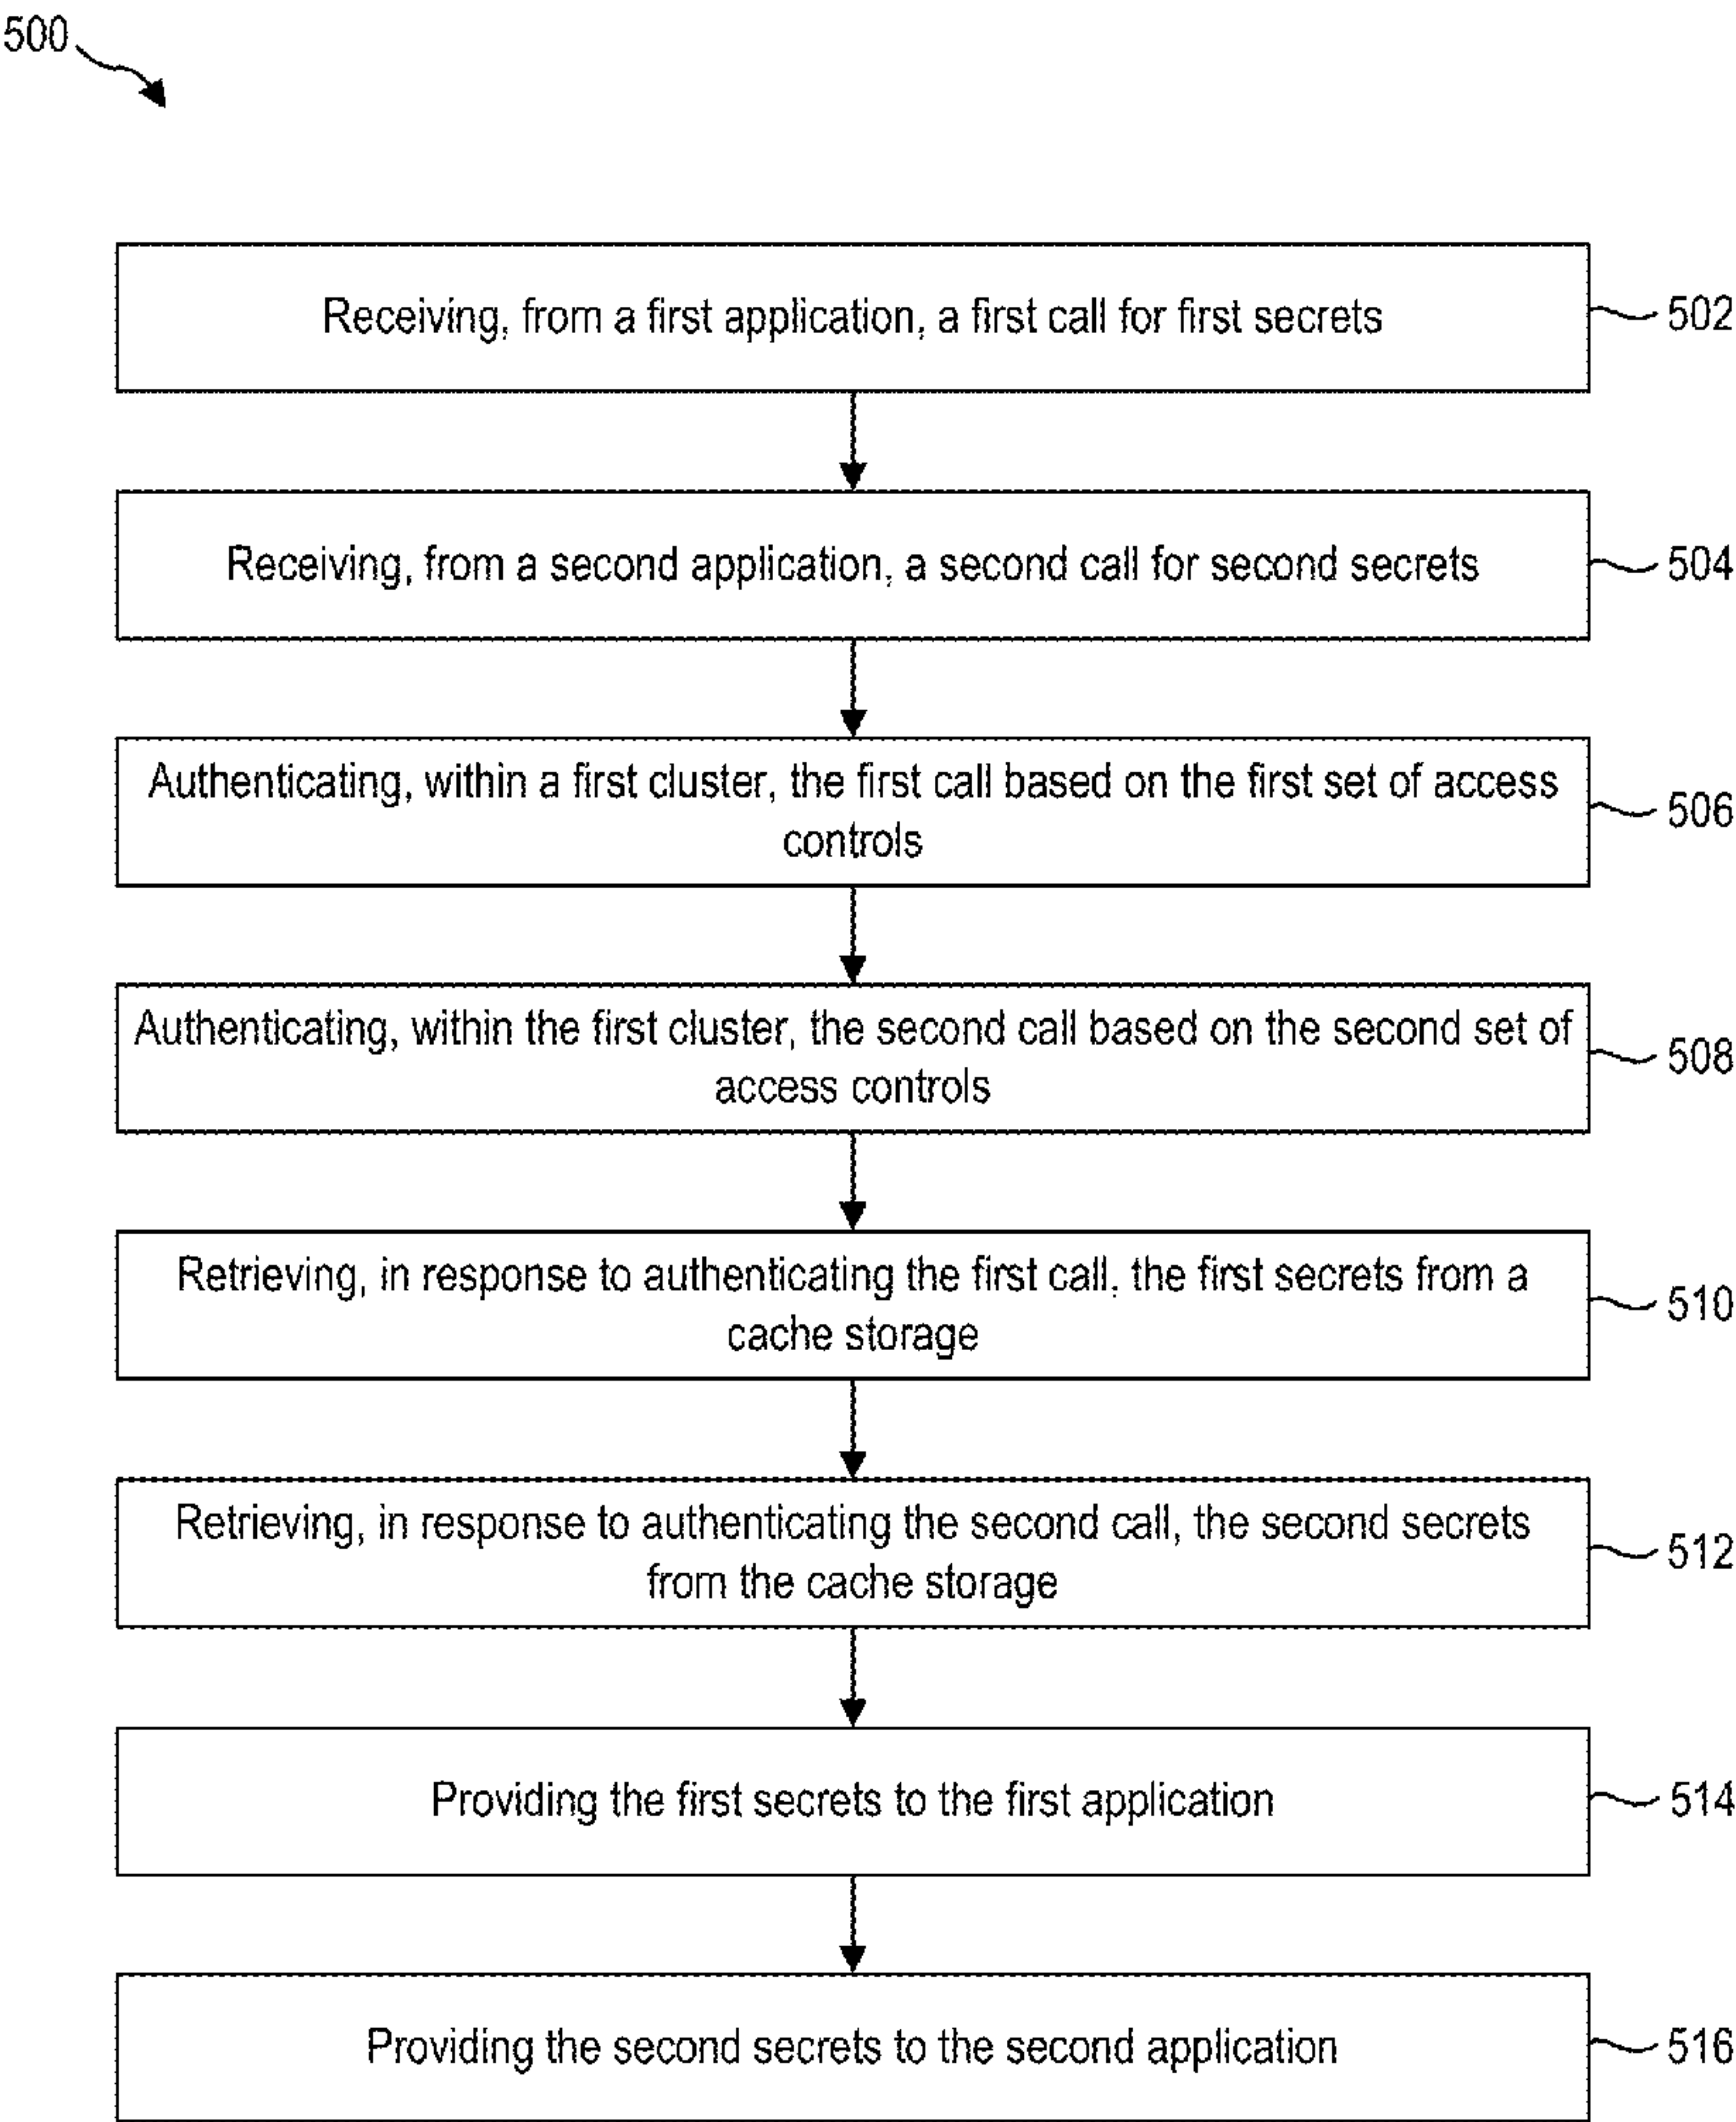 500
Receiving, from a first application, a first call for first secrets
502
Receiving, from a second application, a second call for second secrets
504
Authenticating, within a first cluster, the first call based on the first set of access
controls
506
Authenticating, within the first cluster, the second call based on the second set of
access controls
508
Retrieving, in response to authenticating the first call, the first secrets from a
cache storage
510
Retrieving, in response to authenticating the second call, the second secrets
from the cache storage
512
Providing the first secrets to the first application
514
Providing the second secrets to the second application
516